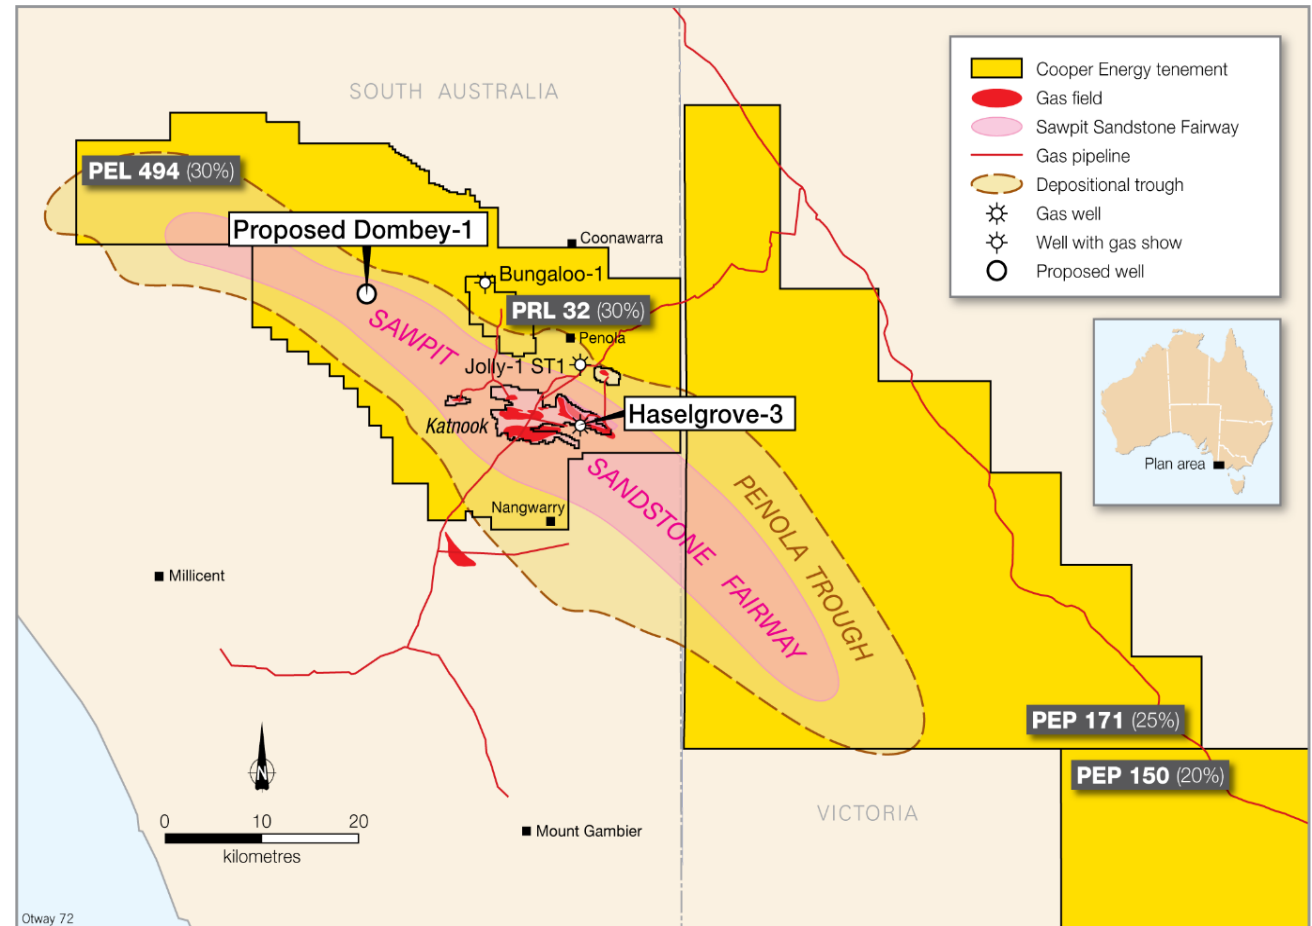 SOUTH AUSTRALIA
Cooper Energy tenement
Gas field
Sawpit Sandstone Fairway
Gas pipeline
Depositional trough
Gas well
Well with gas show
Proposed well
PEL 494 (30%)
Proposed Dombey-1
Coonawarra
Bungaloo-1
PRL 32 (30%)
SAWPIT
Penola
Jolly-1 ST1
Katnook
Haselgrove-3
Plan area
SANDSTONE FAIRWAY
PENOLA TROUGH
Nangwarry
Millicent
PEP 171 (25%)
PEP 150 (20%)
N
VICTORIA
0 10 20
kilometres
Mount Gambier
Otway 72